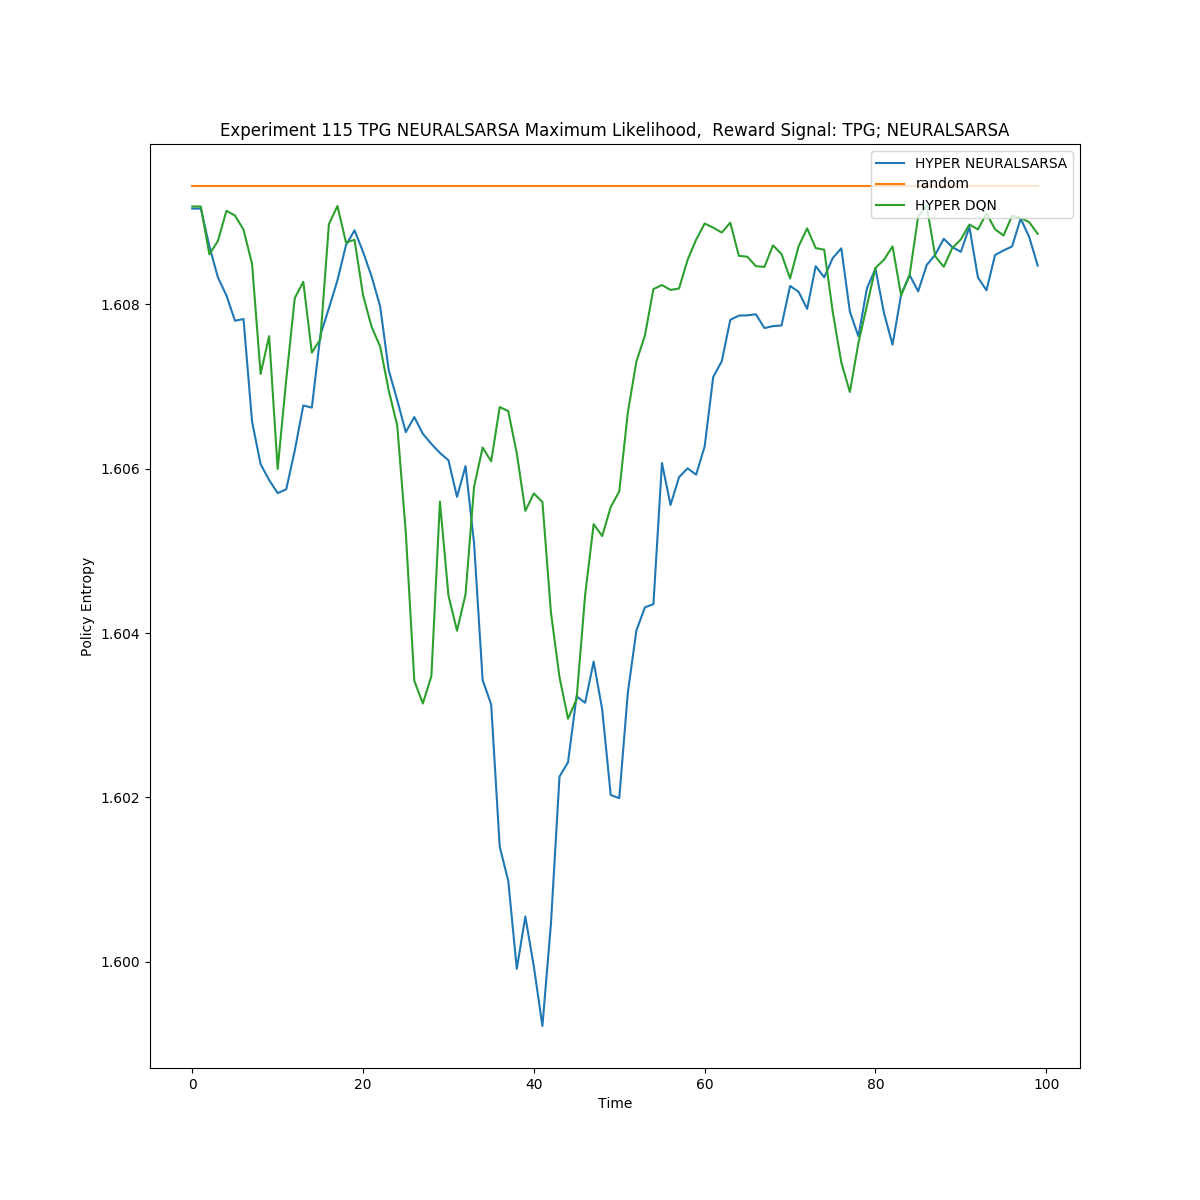 Experiment 115 TPG NEURALSARSA Maximum Likelihood,  Reward Signal: TPG; NEURALSARSA
HYPER NEURALSARSA
random
HYPER DQN
1.608
1.606
1.604
1.602
1.600
Policy Entropy
0 20 40 60 80 100
Time